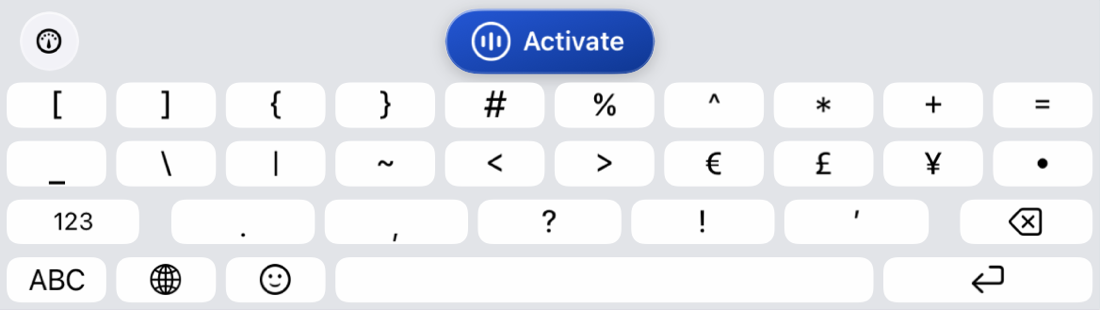 Activate
[ ] { } # % ^ * + =
_ \ | ~ < > € £ ¥ •
123 . , ? ! ′
ABC